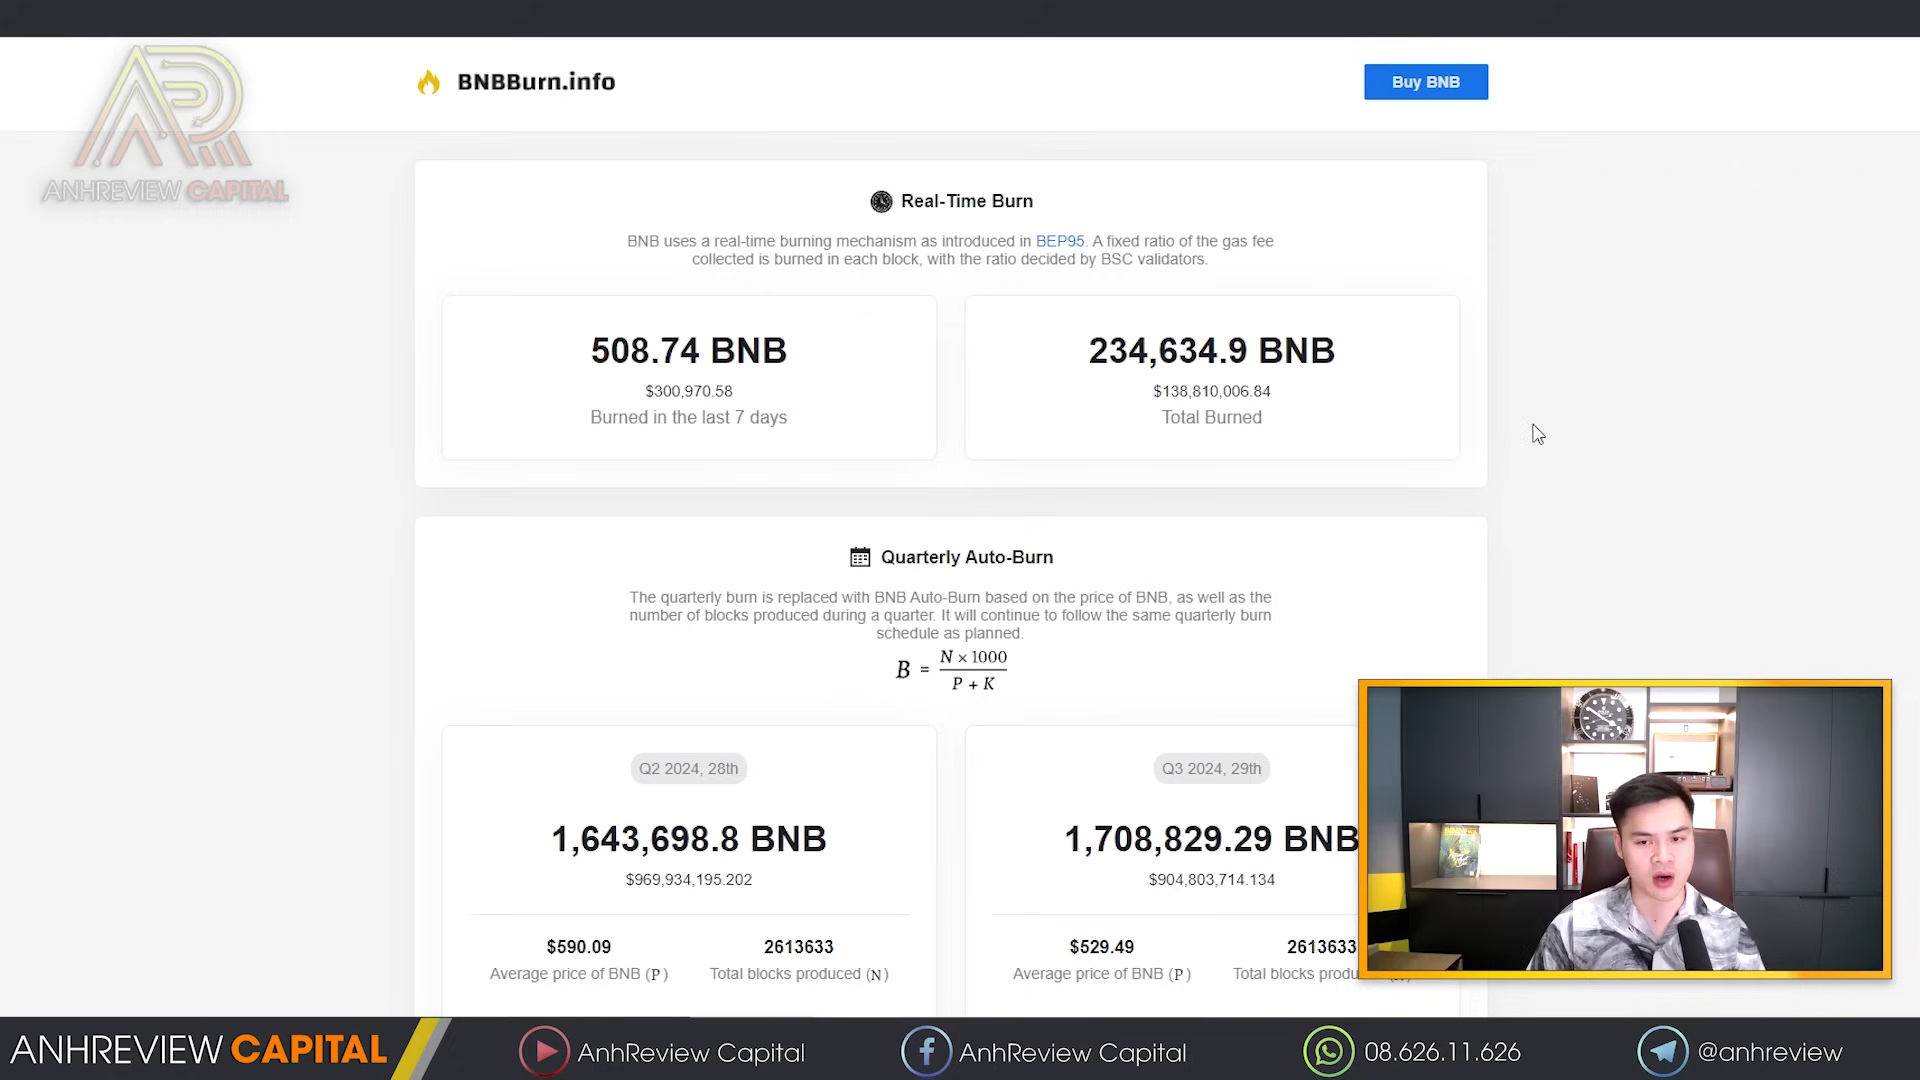 ANHREVIEW CAPITAL
BNBBurn.info
Buy BNB
Real-Time Burn
BNB uses a real-time burning mechanism as introduced in BEP95. A fixed ratio of the gas fee
collected is burned in each block, with the ratio decided by BSC validators.
508.74 BNB
$300,970.58
Burned in the last 7 days
234,634.9 BNB
$138,810,006.84
Total Burned
Quarterly Auto-Burn
The quarterly burn is replaced with BNB Auto-Burn based on the price of BNB, as well as the
number of blocks produced during a quarter. It will continue to follow the same quarterly burn
schedule as planned.
B = N × 1000
P + K
Q2 2024, 28th
1,643,698.8 BNB
$969,934,195.202
$590.09
Average price of BNB (P)
2613633
Total blocks produced (N)
Q3 2024, 29th
1,708,829.29 BNB
$904,803,714.134
$529.49
Average price of BNB (P)
2613633
Total blocks
ANHREVIEW CAPITAL
AnhReview Capital
AnhReview Capital
08.626.11.626
@anhreview